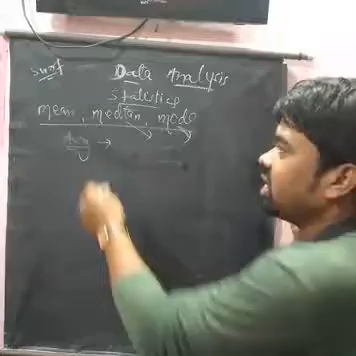 Data Analysis
Statistics
mean, median, mode